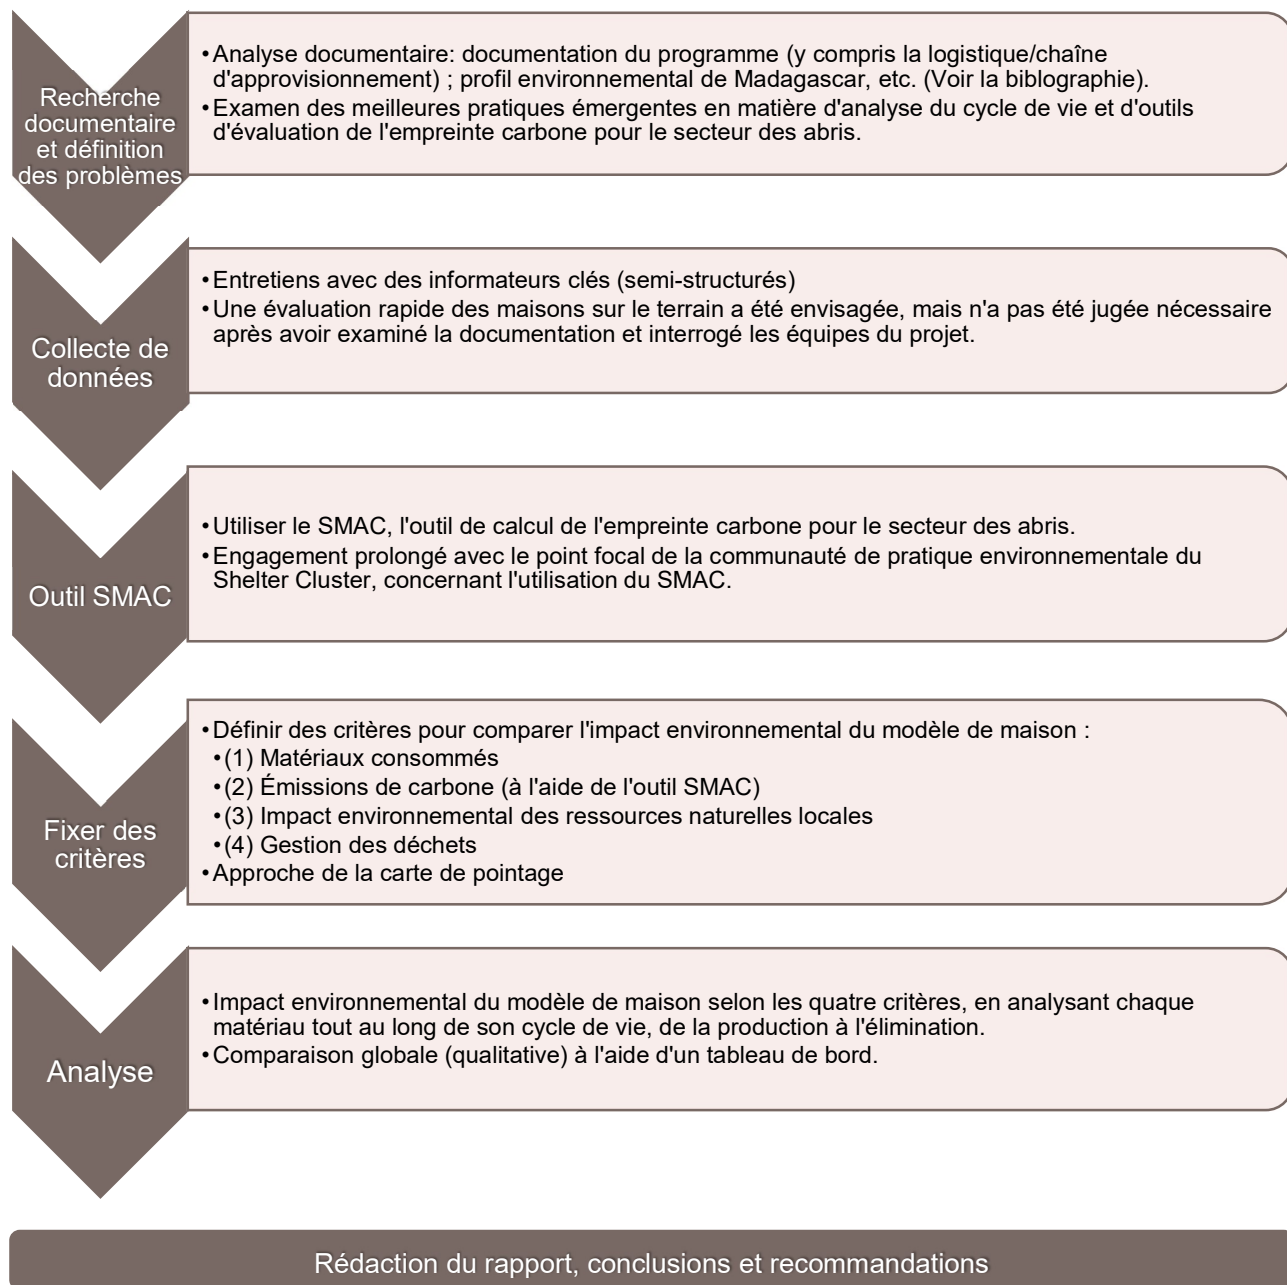 Recherche
documentaire
et définition
des problèmes
•Analyse documentaire: documentation du programme (y compris la logistique/chaîne
d'approvisionnement) ; profil environnemental de Madagascar, etc. (Voir la biblographie).
•Examen des meilleures pratiques émergentes en matière d'analyse du cycle de vie et d'outils
d'évaluation de l'empreinte carbone pour le secteur des abris.
Collecte de
données
•Entretiens avec des informateurs clés (semi-structurés)
•Une évaluation rapide des maisons sur le terrain a été envisagée, mais n'a pas été jugée nécessaire
après avoir examiné la documentation et interrogé les équipes du projet.
Outil SMAC
•Utiliser le SMAC, l'outil de calcul de l'empreinte carbone pour le secteur des abris.
•Engagement prolongé avec le point focal de la communauté de pratique environnementale du
Shelter Cluster, concernant l'utilisation du SMAC.
Fixer des
critères
•Définir des critères pour comparer l'impact environnemental du modèle de maison :
•(1) Matériaux consommés
•(2) Émissions de carbone (à l'aide de l'outil SMAC)
•(3) Impact environnemental des ressources naturelles locales
•(4) Gestion des déchets
•Approche de la carte de pointage
Analyse
•Impact environnemental du modèle de maison selon les quatre critères, en analysant chaque
matériau tout au long de son cycle de vie, de la production à l'élimination.
•Comparaison globale (qualitative) à l'aide d'un tableau de bord.
Rédaction du rapport, conclusions et recommandations